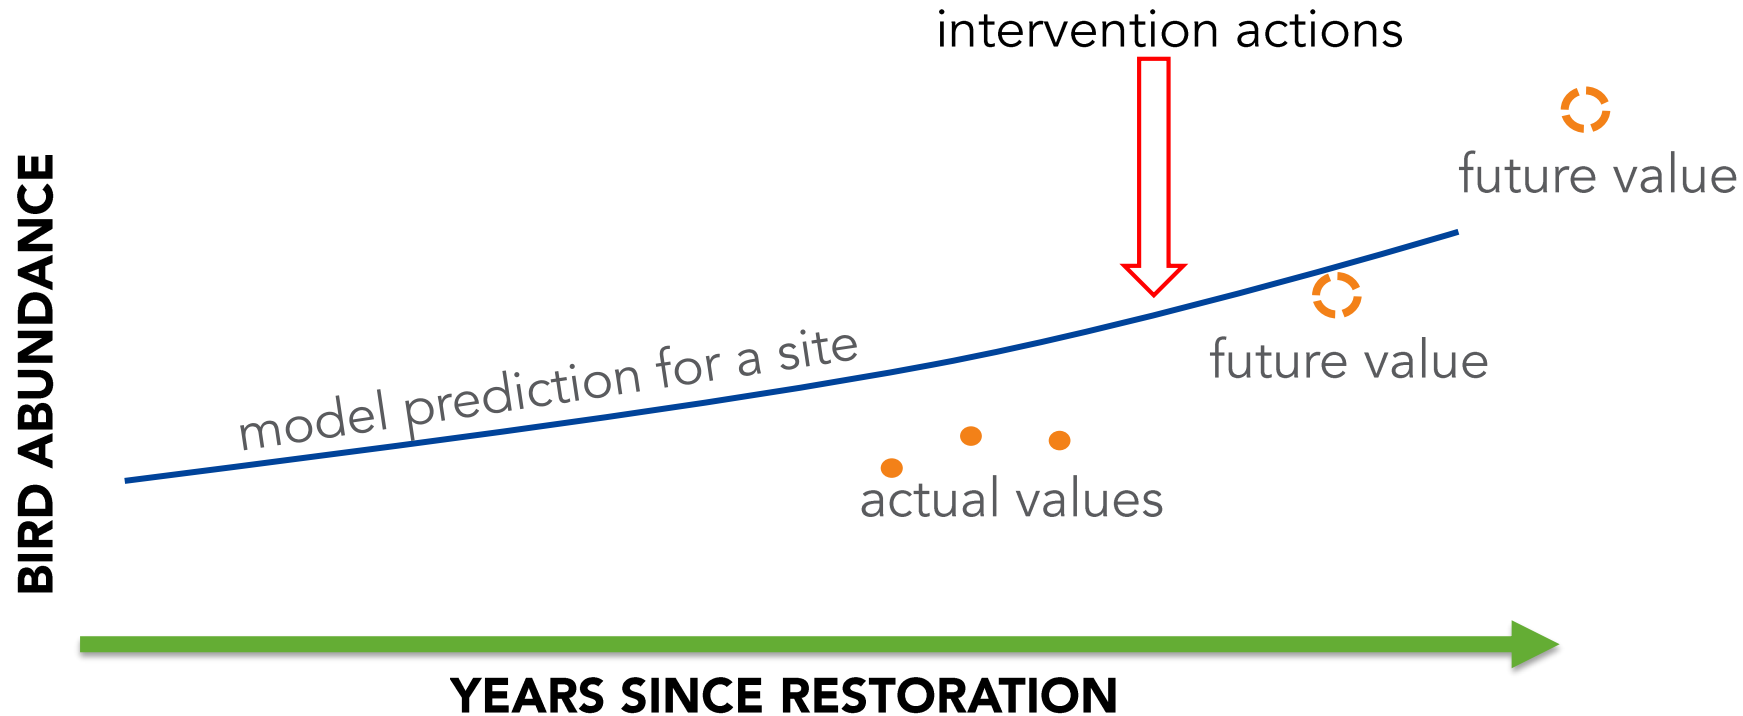 intervention actions
future value
BIRD ABUNDANCE
model prediction for a site
future value
actual values
YEARS SINCE RESTORATION